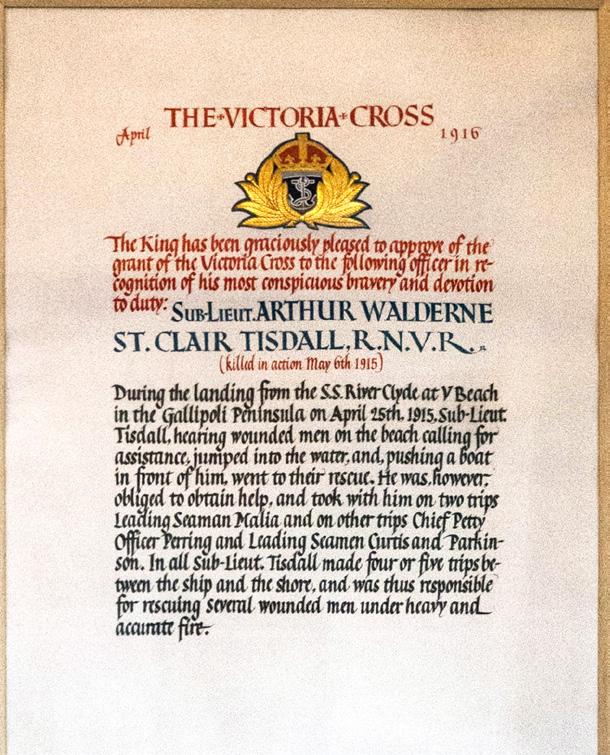 THE VICTORIA CROSS
April 1916
The King has been graciously pleased to approve of the
grant of the Victoria Cross to the following officer in re-
cognition of his most conspicuous bravery and devotion
to duty: SUB-LIEUT. ARTHUR WALDERNE
ST. CLAIR TISDALL, R.N.V.R.
(killed in action May 6th 1915)
During the landing from the S.S. River Clyde at V Beach
in the Gallipoli Peninsula on April 25th. 1915, Sub-Lieut.
Tisdall, hearing wounded men on the beach calling for
assistance, jumped into the water, and, pushing a boat
in front of him, went to their rescue. He was, however,
obliged to obtain help, and took with him on two trips
Leading Seaman Malia and on other trips Chief Petty
Officer Perring and Leading Seamen Curtis and Parkin-
son. In all Sub-Lieut. Tisdall made four or five trips be-
tween the ship and the shore, and was thus responsible
for rescuing several wounded men under heavy and
accurate fire.